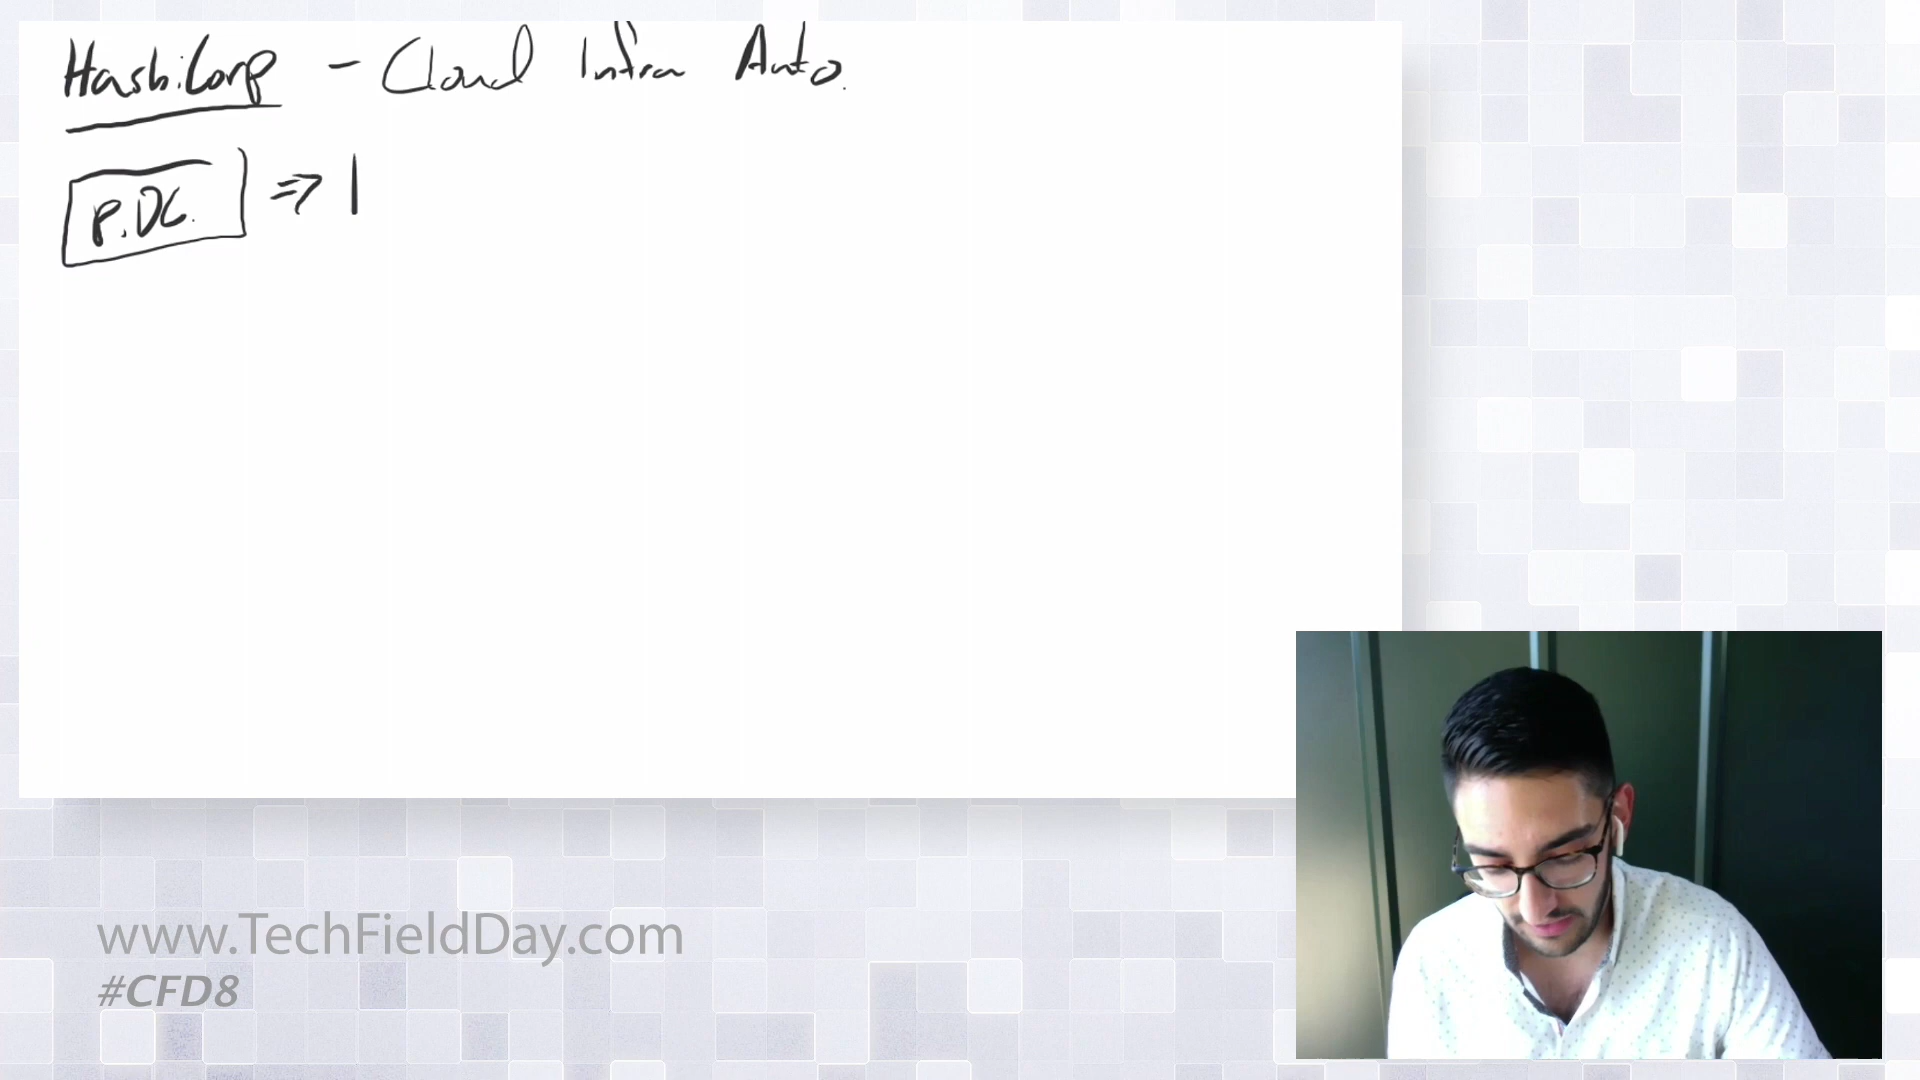 HashiCorp - Cloud Infra Auto.
P.DC. => |
www.TechFieldDay.com
#CFD8